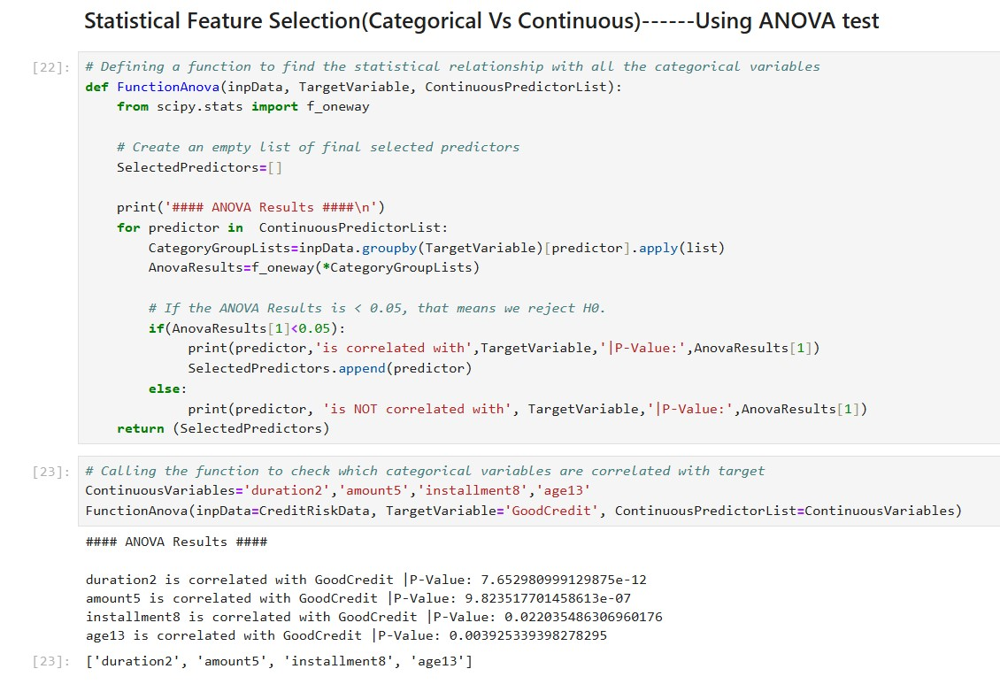 Statistical Feature Selection(Categorical Vs Continuous)------Using ANOVA test
[22]: # Defining a function to find the statistical relationship with all the categorical variables
def FunctionAnova(inpData, TargetVariable, ContinuousPredictorList):
    from scipy.stats import f_oneway

    # Create an empty list of final selected predictors
    SelectedPredictors=[]

    print('#### ANOVA Results ####\n')
    for predictor in  ContinuousPredictorList:
        CategoryGroupLists=inpData.groupby(TargetVariable)[predictor].apply(list)
        AnovaResults=f_oneway(*CategoryGroupLists)

        # If the ANOVA Results is < 0.05, that means we reject H0.
        if(AnovaResults[1]<0.05):
             print(predictor,'is correlated with',TargetVariable,'|P-Value:',AnovaResults[1])
             SelectedPredictors.append(predictor)
        else:
             print(predictor, 'is NOT correlated with', TargetVariable,'|P-Value:',AnovaResults[1])
    return (SelectedPredictors)
[23]: # Calling the function to check which categorical variables are correlated with target
ContinuousVariables='duration2','amount5','installment8','age13'
FunctionAnova(inpData=CreditRiskData, TargetVariable='GoodCredit', ContinuousPredictorList=ContinuousVariables)
#### ANOVA Results ####

duration2 is correlated with GoodCredit |P-Value: 7.652980999129875e-12
amount5 is correlated with GoodCredit |P-Value: 9.823517701458613e-07
installment8 is correlated with GoodCredit |P-Value: 0.022035486306960176
age13 is correlated with GoodCredit |P-Value: 0.003925339398278295
[23]: ['duration2', 'amount5', 'installment8', 'age13']